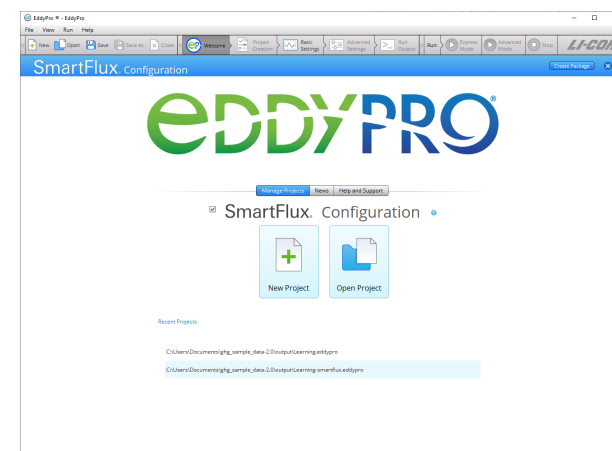 EddyPro ® - EddyPro
File View Run Help
New Open Save Save As Close Welcome Project Creation Basic Settings Advanced Settings Run Output Run: Express Mode Advanced Mode Stop LI-COR
SmartFlux® Configuration Create Package
EDDYPRO®
Manage Projects News Help and Support
SmartFlux® Configuration
New Project Open Project
Recent Projects
C:\Users\Documents\ghg_sample_data-2.0\output\Learning.eddypro
C:\Users\Documents\ghg_sample_data-2.0\output\Learning-smartflux.eddypro